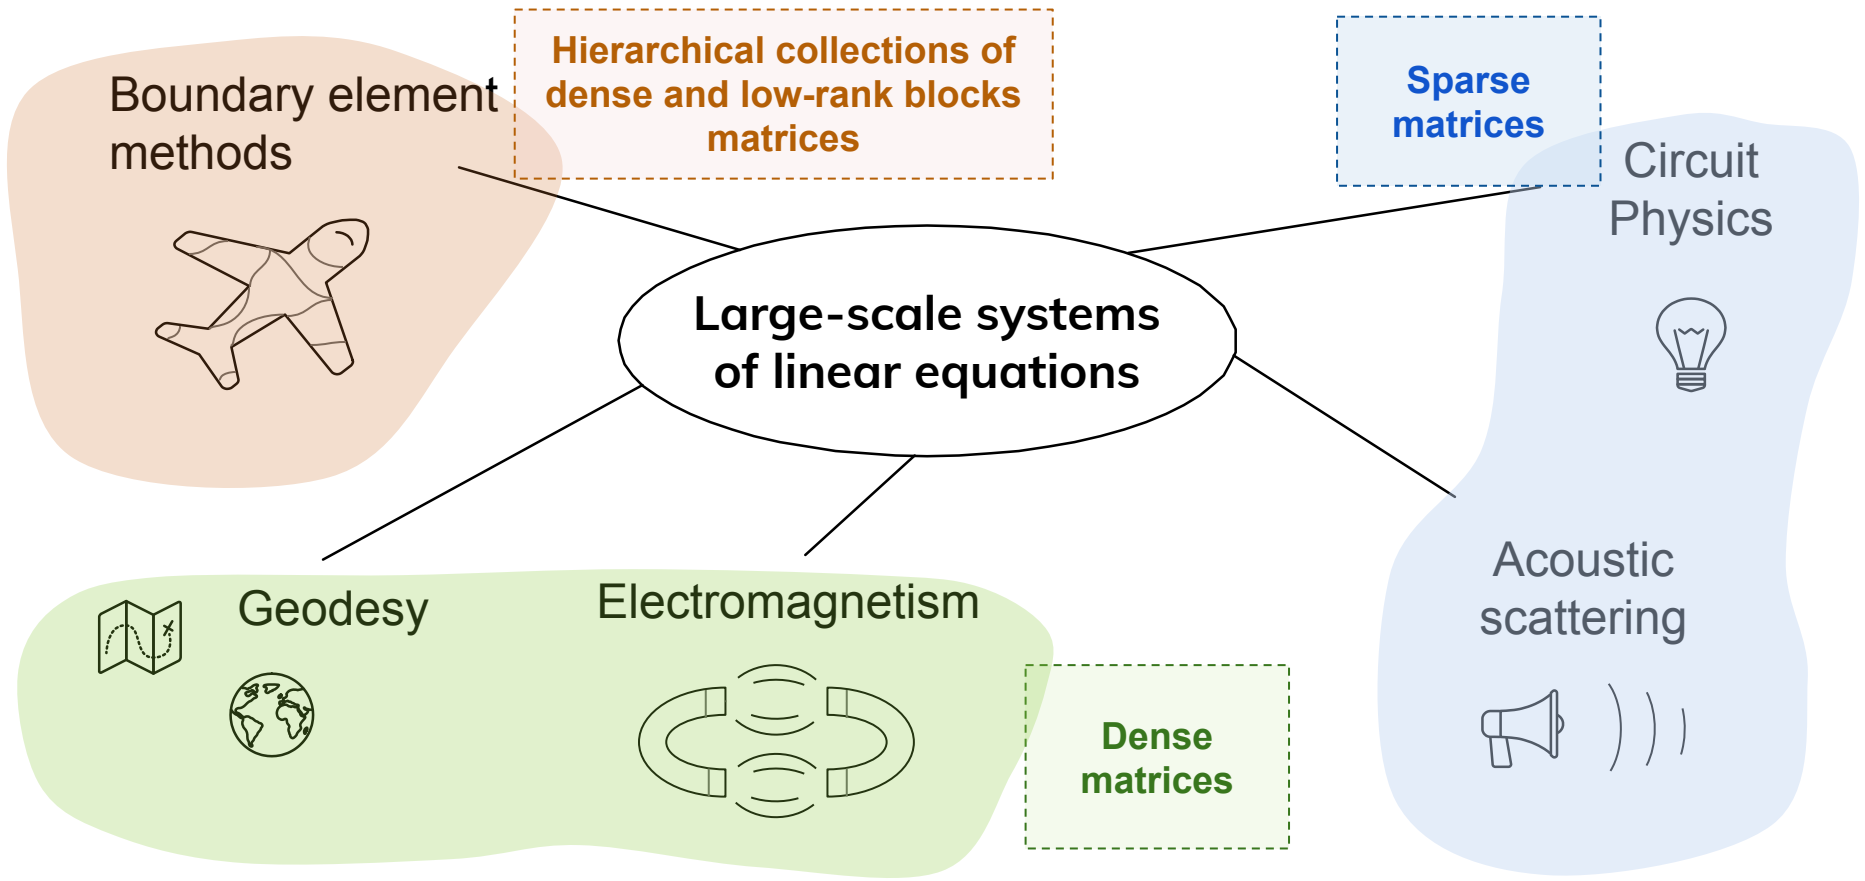 Boundary element
methods
Hierarchical collections of
dense and low-rank blocks
matrices
Sparse
matrices
Circuit
Physics
Large-scale systems
of linear equations
Geodesy
Electromagnetism
Dense
matrices
Acoustic
scattering